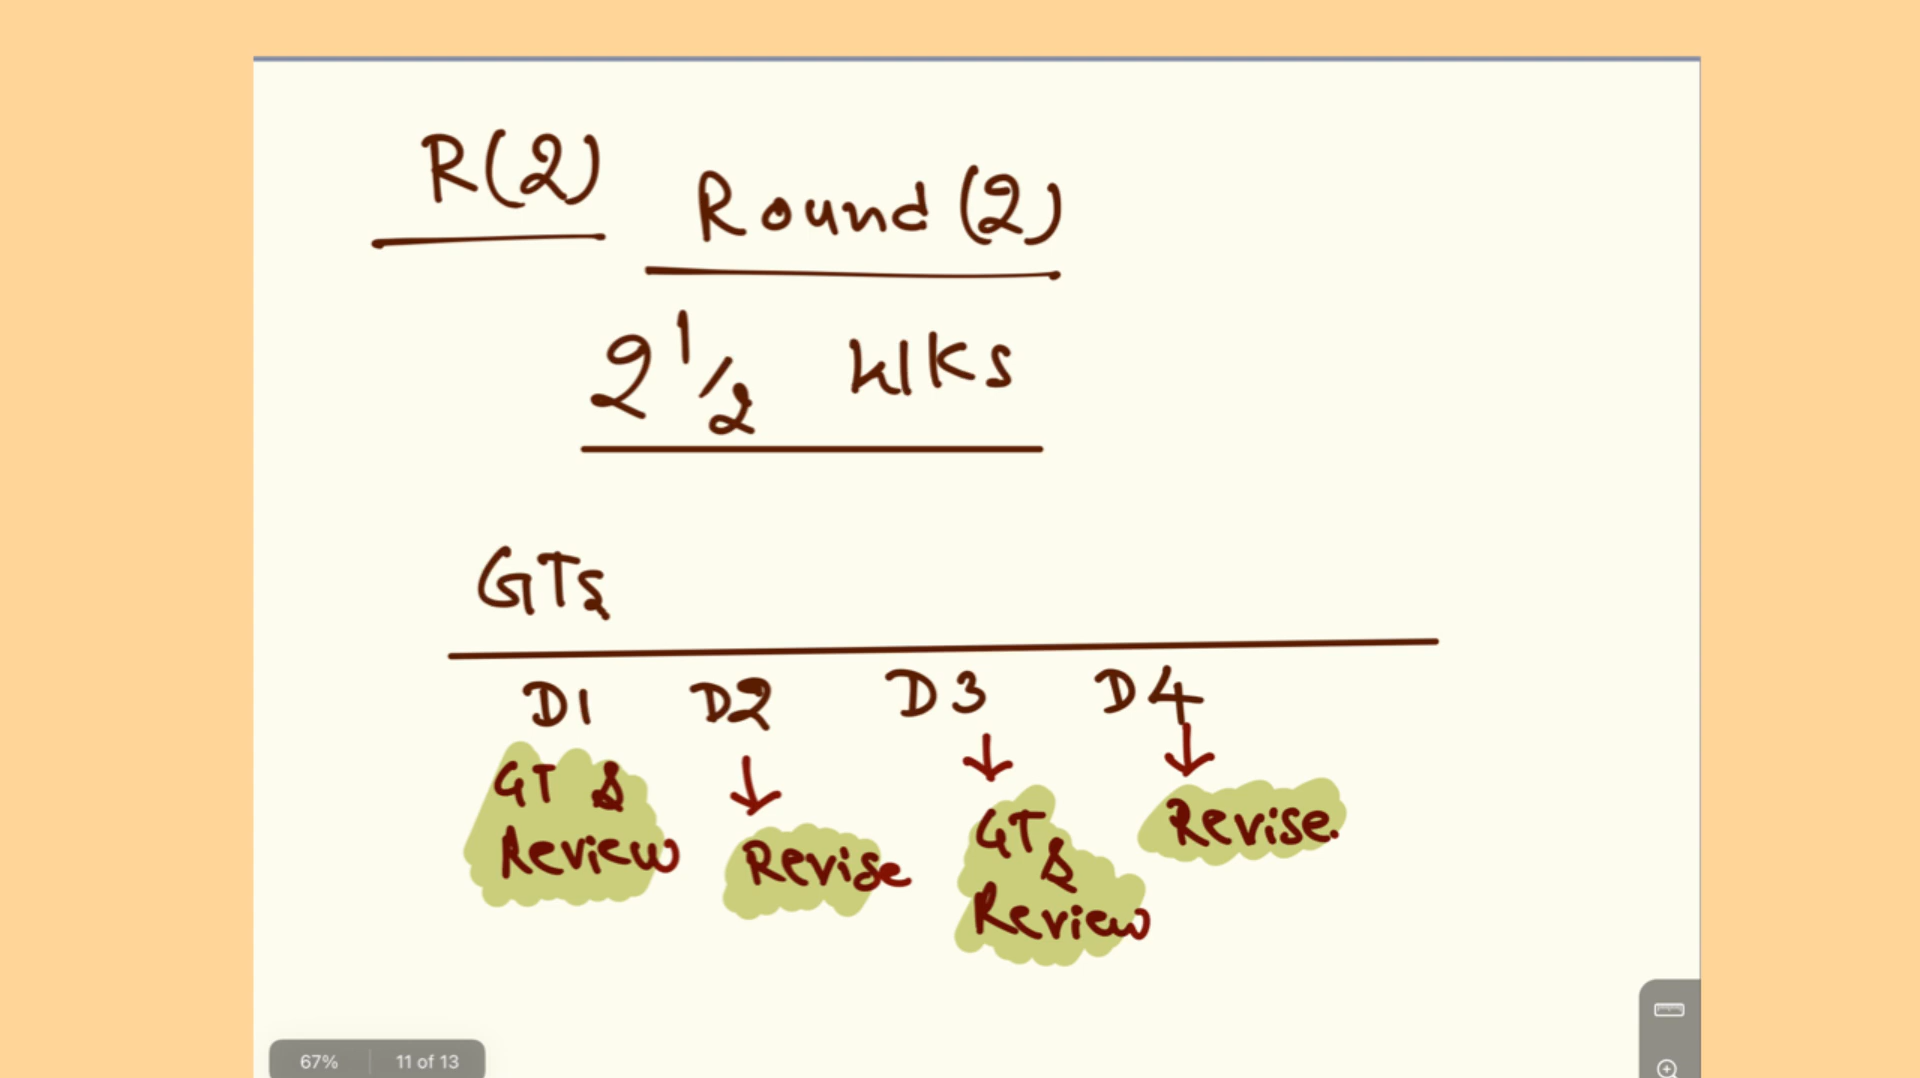 R(2)
Round (2)
2 1/2 WKs
GTs
D1 D2 D3 D4
GT &
Review
Revise
GT
&
Review
Revise.
67% 11 of 13